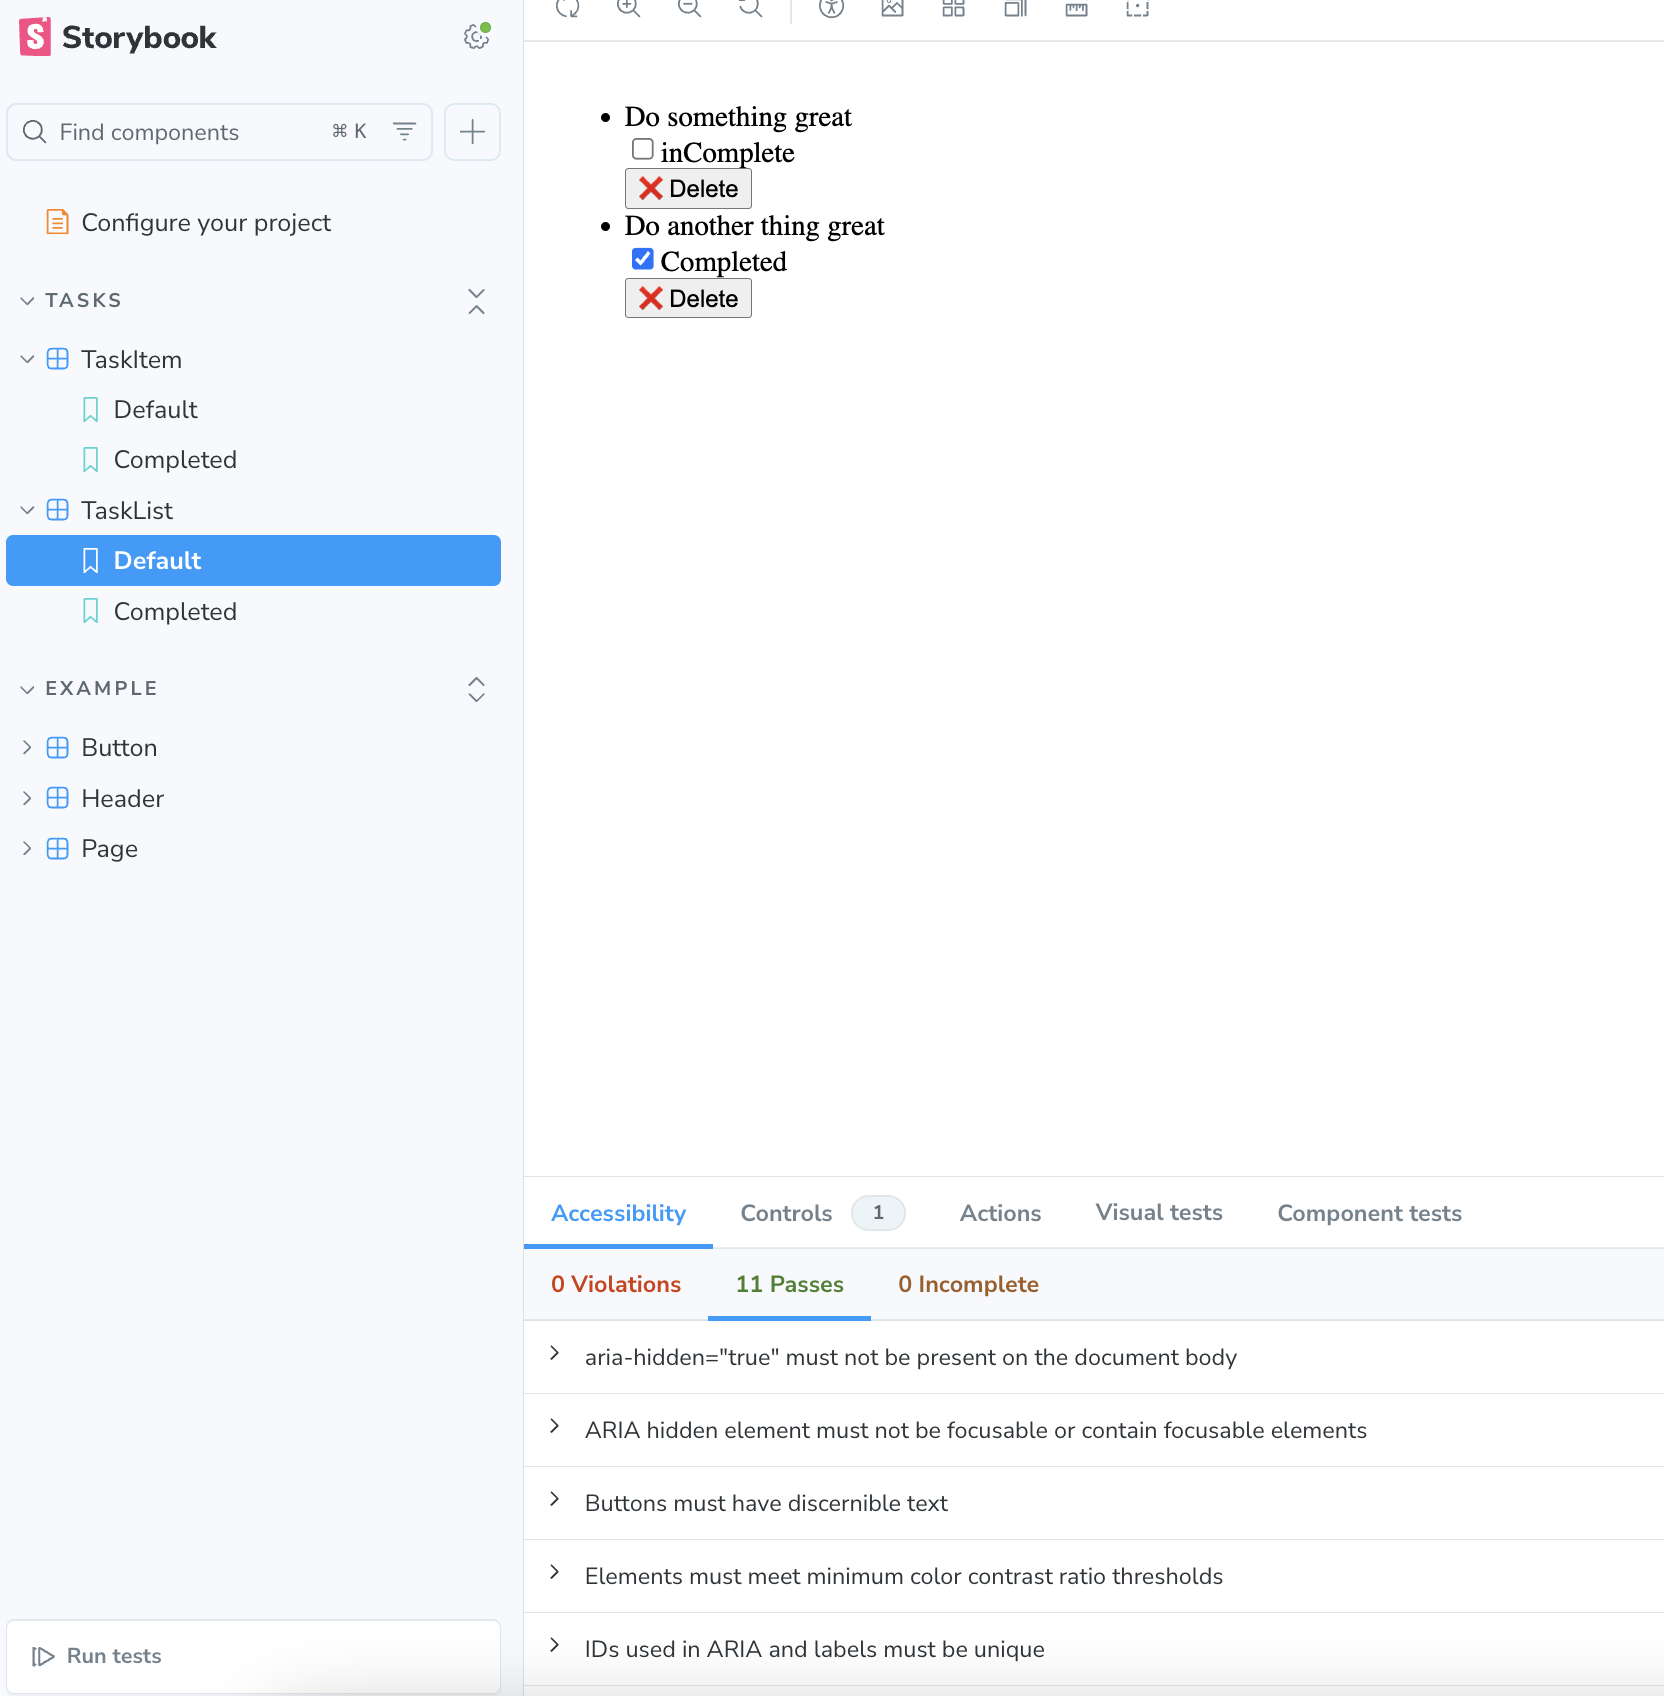 Storybook
Find components ⌘ K
Configure your project
TASKS
TaskItem
Default
Completed
TaskList
Default
Completed
EXAMPLE
Button
Header
Page
Run tests
Do something great
inComplete
❌ Delete
Do another thing great
Completed
❌ Delete
Accessibility Controls 1 Actions Visual tests Component tests
0 Violations 11 Passes 0 Incomplete
aria-hidden="true" must not be present on the document body
ARIA hidden element must not be focusable or contain focusable elements
Buttons must have discernible text
Elements must meet minimum color contrast ratio thresholds
IDs used in ARIA and labels must be unique